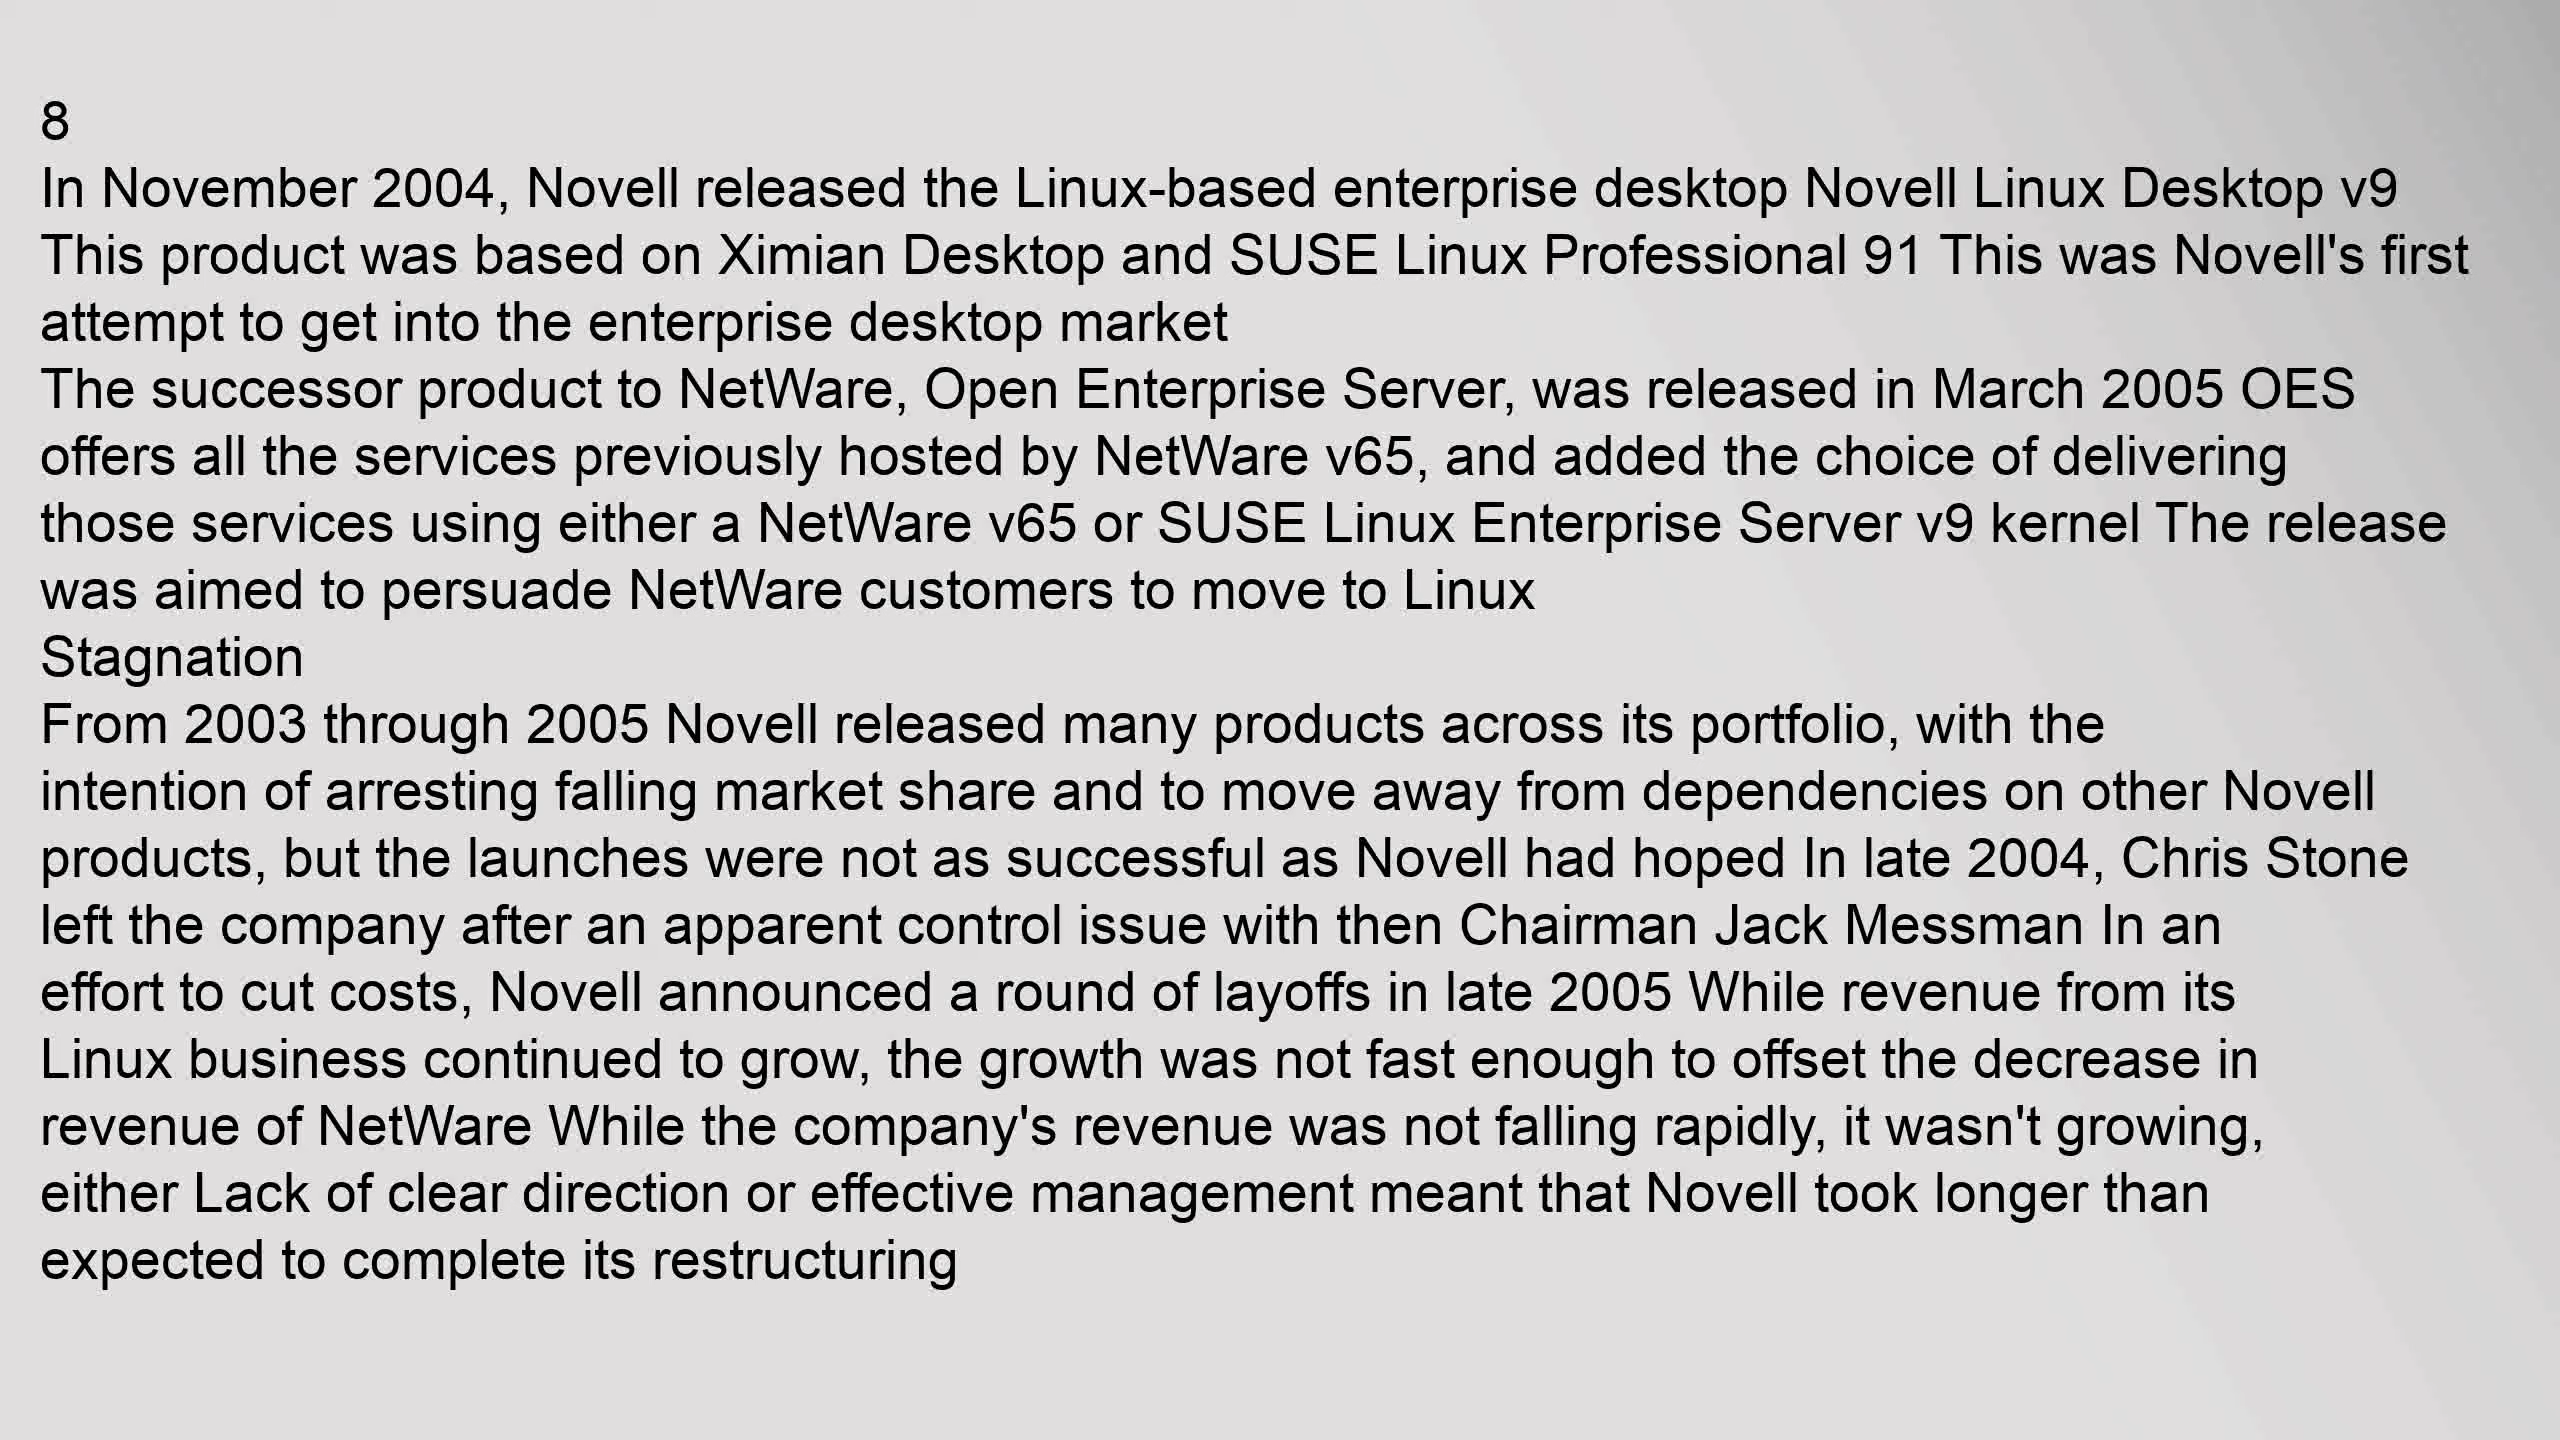 8
In November 2004, Novell released the Linux-based enterprise desktop Novell Linux Desktop v9
This product was based on Ximian Desktop and SUSE Linux Professional 91 This was Novell's first
attempt to get into the enterprise desktop market
The successor product to NetWare, Open Enterprise Server, was released in March 2005 OES
offers all the services previously hosted by NetWare v65, and added the choice of delivering
those services using either a NetWare v65 or SUSE Linux Enterprise Server v9 kernel The release
was aimed to persuade NetWare customers to move to Linux
Stagnation
From 2003 through 2005 Novell released many products across its portfolio, with the
intention of arresting falling market share and to move away from dependencies on other Novell
products, but the launches were not as successful as Novell had hoped In late 2004, Chris Stone
left the company after an apparent control issue with then Chairman Jack Messman In an
effort to cut costs, Novell announced a round of layoffs in late 2005 While revenue from its
Linux business continued to grow, the growth was not fast enough to offset the decrease in
revenue of NetWare While the company's revenue was not falling rapidly, it wasn't growing,
either Lack of clear direction or effective management meant that Novell took longer than
expected to complete its restructuring